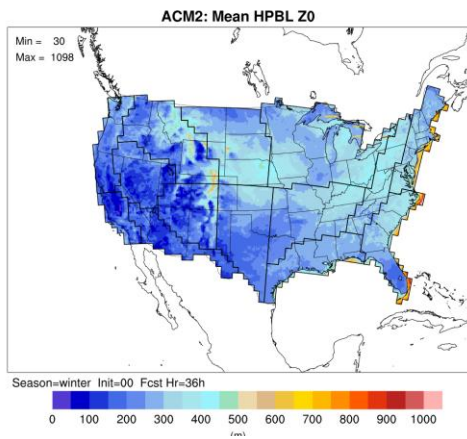 ACM2: Mean HPBL Z0
Min = 30
Max = 1098
Season=winter Init=00 Fcst Hr=36h
0 100 200 300 400 500 600 700 800 900 1000
(m)